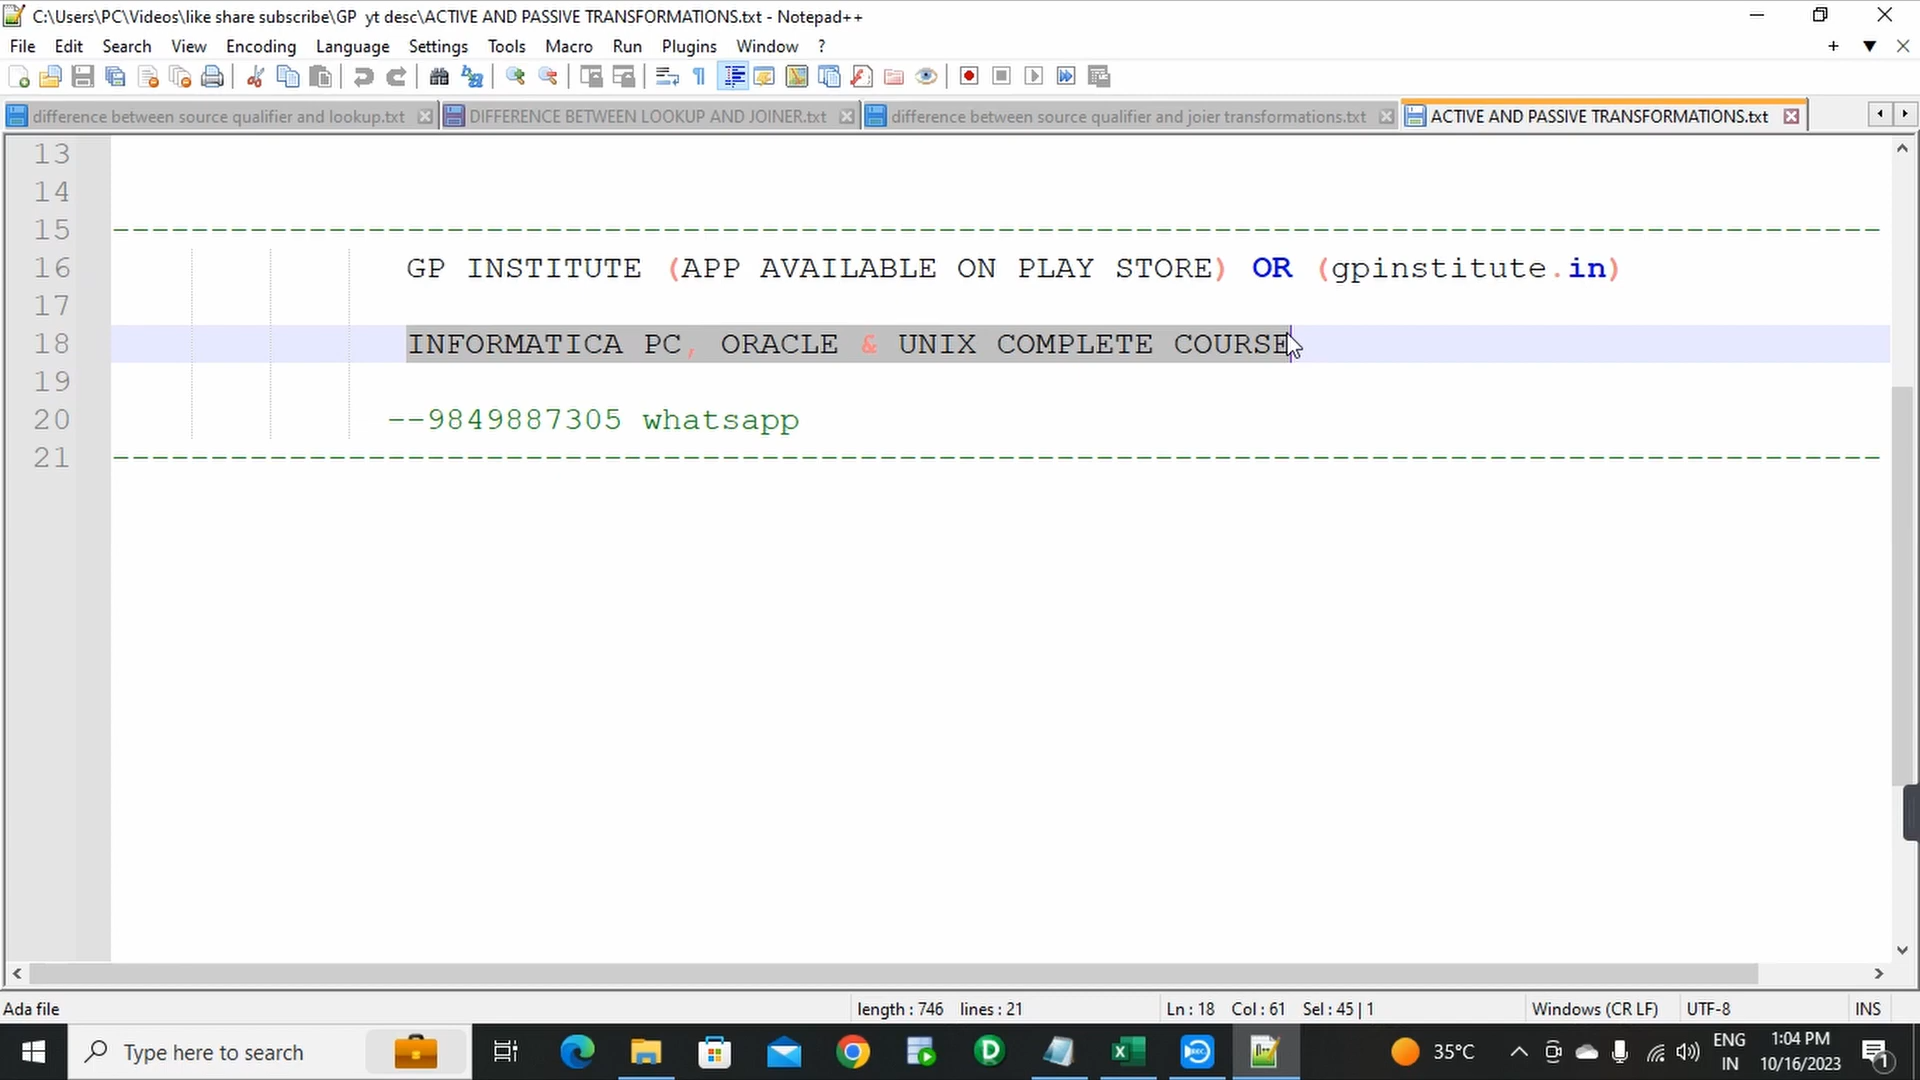 C:\Users\PC\Videos\like share subscribe\GP  yt desc\ACTIVE AND PASSIVE TRANSFORMATIONS.txt - Notepad++
File Edit Search View Encoding Language Settings Tools Macro Run Plugins Window ?
difference between source qualifier and lookup.txt DIFFERENCE BETWEEN LOOKUP AND JOINER.txt difference between source qualifier and joier transformations.txt ACTIVE AND PASSIVE TRANSFORMATIONS.txt
13
14
15 ------------------------------------------------------------------------------------------
16 GP INSTITUTE (APP AVAILABLE ON PLAY STORE) OR (gpinstitute.in)
17
18 INFORMATICA PC, ORACLE & UNIX COMPLETE COURSE
19
20 --9849887305 whatsapp
21 ------------------------------------------------------------------------------------------
Ada file length : 746 lines : 21 Ln : 18 Col : 61 Sel : 45 | 1 Windows (CR LF) UTF-8 INS
Type here to search 35°C ENG IN 1:04 PM 10/16/2023 1